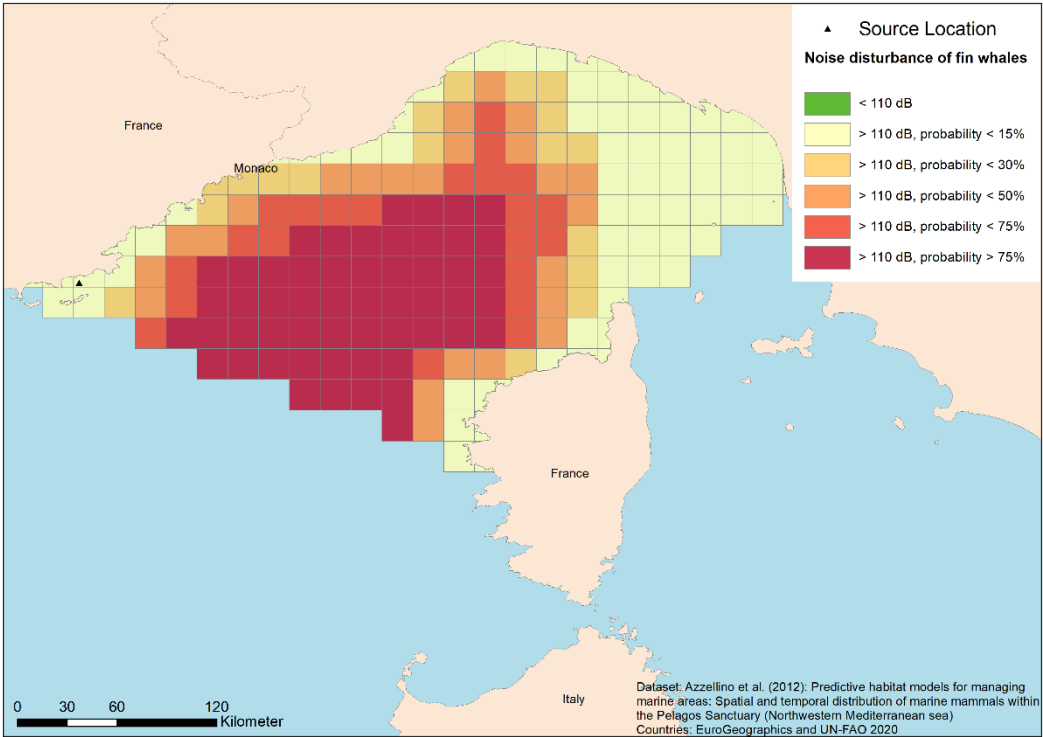 Source Location
Noise disturbance of fin whales
< 110 dB
> 110 dB, probability < 15%
> 110 dB, probability < 30%
> 110 dB, probability < 50%
> 110 dB, probability < 75%
> 110 dB, probability > 75%
France
Monaco
France
Italy
0 30 60 120
Kilometer
Dataset: Azzellino et al. (2012): Predictive habitat models for managing
marine areas: Spatial and temporal distribution of marine mammals within
the Pelagos Sanctuary (Northwestern Mediterranean sea)
Countries: EuroGeographics and UN-FAO 2020